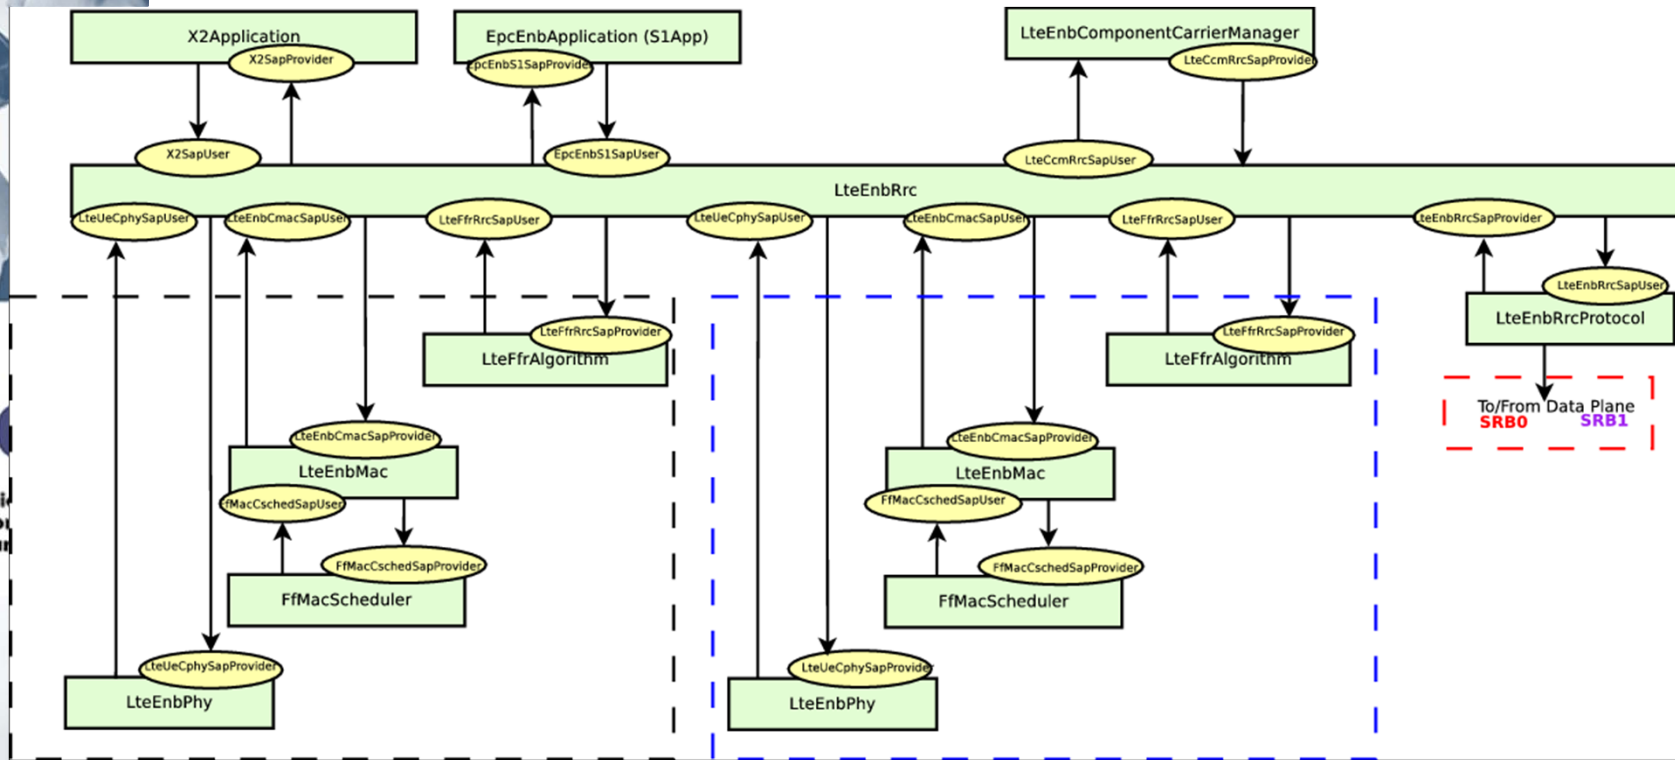 X2Application
EpcEnbApplication (S1App)
LteEnbComponentCarrierManager
X2SapProvider
EpcEnbS1SapProvider
LteCcmRrcSapProvider
X2SapUser
EpcEnbS1SapUser
LteCcmRrcSapUser
LteEnbRrc
LteUeCphySapUser
LteEnbCmacSapUser
LteFfrRrcSapUser
LteUeCphySapUser
LteEnbCmacSapUser
LteFfrRrcSapUser
LteEnbRrcSapProvider
LteEnbRrcSapUser
LteEnbRrcProtocol
LteFfrRrcSapProvider
LteFfrAlgorithm
LteFfrRrcSapProvider
LteFfrAlgorithm
To/From Data Plane
SRB0 SRB1
LteEnbCmacSapProvider
LteEnbMac
FfMacCschedSapUser
FfMacCschedSapProvider
FfMacScheduler
LteEnbCmacSapProvider
LteEnbMac
FfMacCschedSapUser
FfMacCschedSapProvider
FfMacScheduler
LteUeCphySapProvider
LteEnbPhy
LteUeCphySapProvider
LteEnbPhy